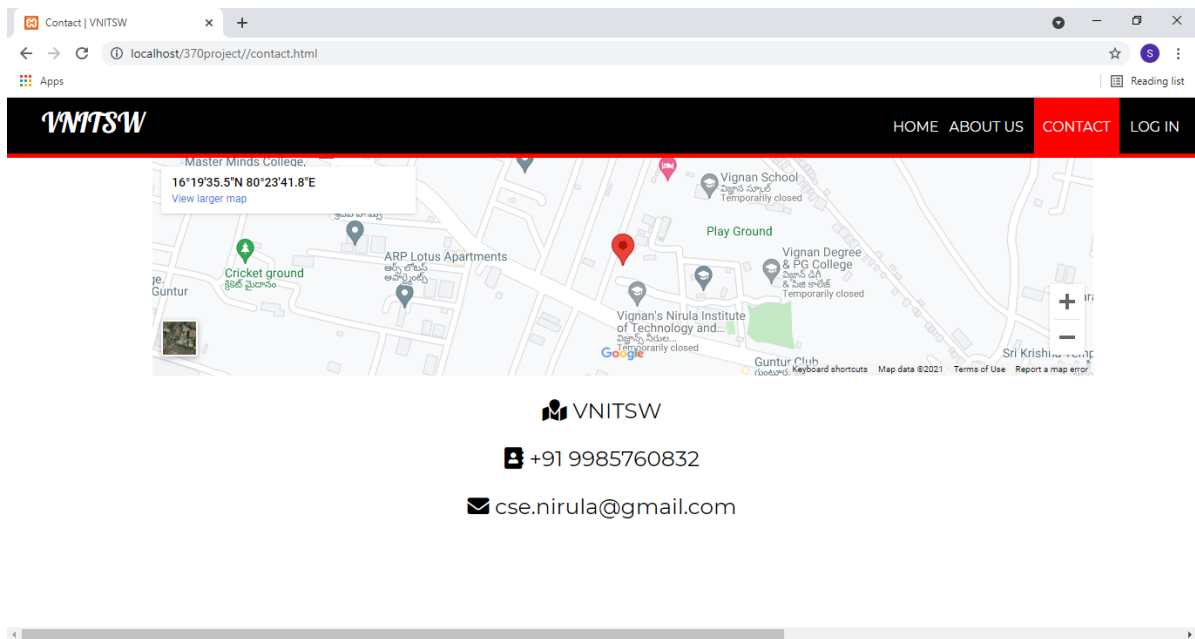 Contact | VNITSW
localhost/370project//contact.html
S
Apps
Reading list
VNITSW
HOME ABOUT US CONTACT LOG IN
Master Minds College,
16°19'35.5"N 80°23'41.8"E
View larger map
Vignan School
విజ్ఞాన స్కూల్
Temporarily closed
Play Ground
ARP Lotus Apartments
ఆర్ప్ లోటస్
అపార్ట్మెంట్స్
Cricket ground
క్రికెట్ మైదానం
Guntur
Vignan Degree
& PG College
విజ్ఞాన్ డిగ్రీ
& పిజి కాలేజ్
Temporarily closed
Vignan's Nirula Institute
of Technology and...
విజ్ఞాన్స్ నిరుల...
Temporarily closed
Google
Guntur Club
గుంటూరు
Sri Krishna
Keyboard shortcuts Map data ©2021 Terms of Use Report a map error
VNITSW
+91 9985760832
cse.nirula@gmail.com